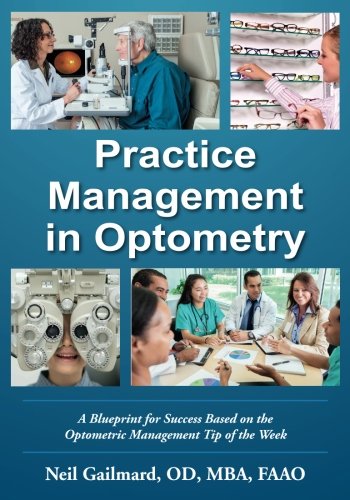 Practice
Management
in Optometry
A Blueprint for Success Based on the
Optometric Management Tip of the Week
Neil Gailmard, OD, MBA, FAAO